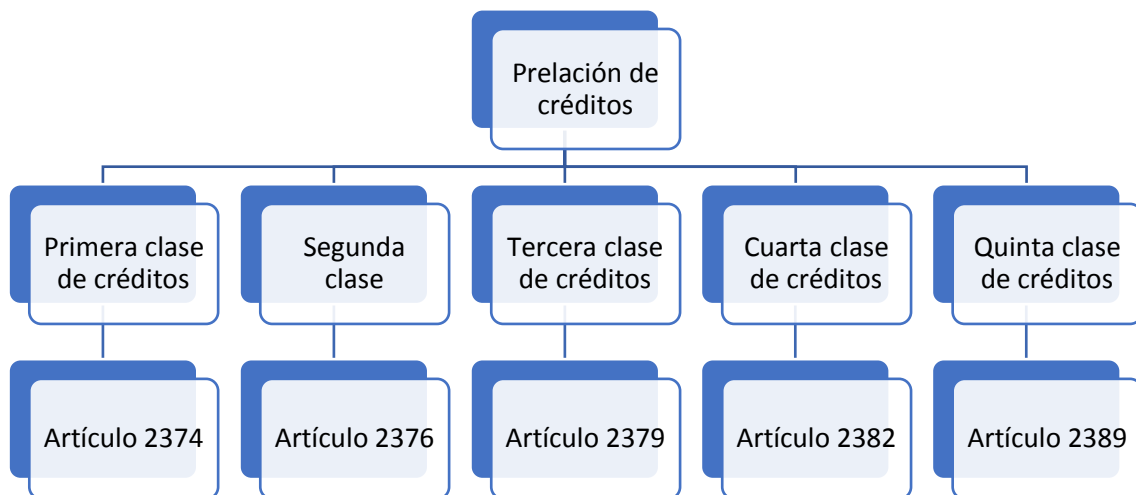 Prelación de
créditos
Primera clase
de créditos
Segunda
clase
Tercera clase
de créditos
Cuarta clase
de créditos
Quinta clase
de créditos
Artículo 2374
Artículo 2376
Artículo 2379
Artículo 2382
Artículo 2389